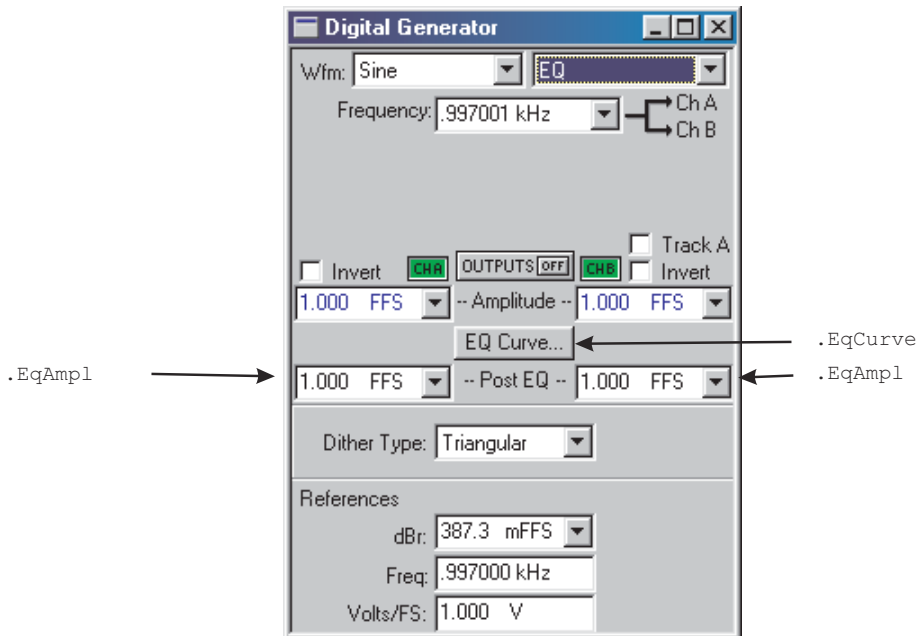 Digital Generator
Wfm: Sine EQ
Frequency: .997001 kHz Ch A
Ch B
Track A
Invert CHA OUTPUTS OFF CHB Invert
1.000 FFS -- Amplitude -- 1.000 FFS
EQ Curve... .EqCurve
.EqAmpl 1.000 FFS -- Post EQ -- 1.000 FFS .EqAmpl
Dither Type: Triangular
References
dBr: 387.3 mFFS
Freq: .997000 kHz
Volts/FS: 1.000 V